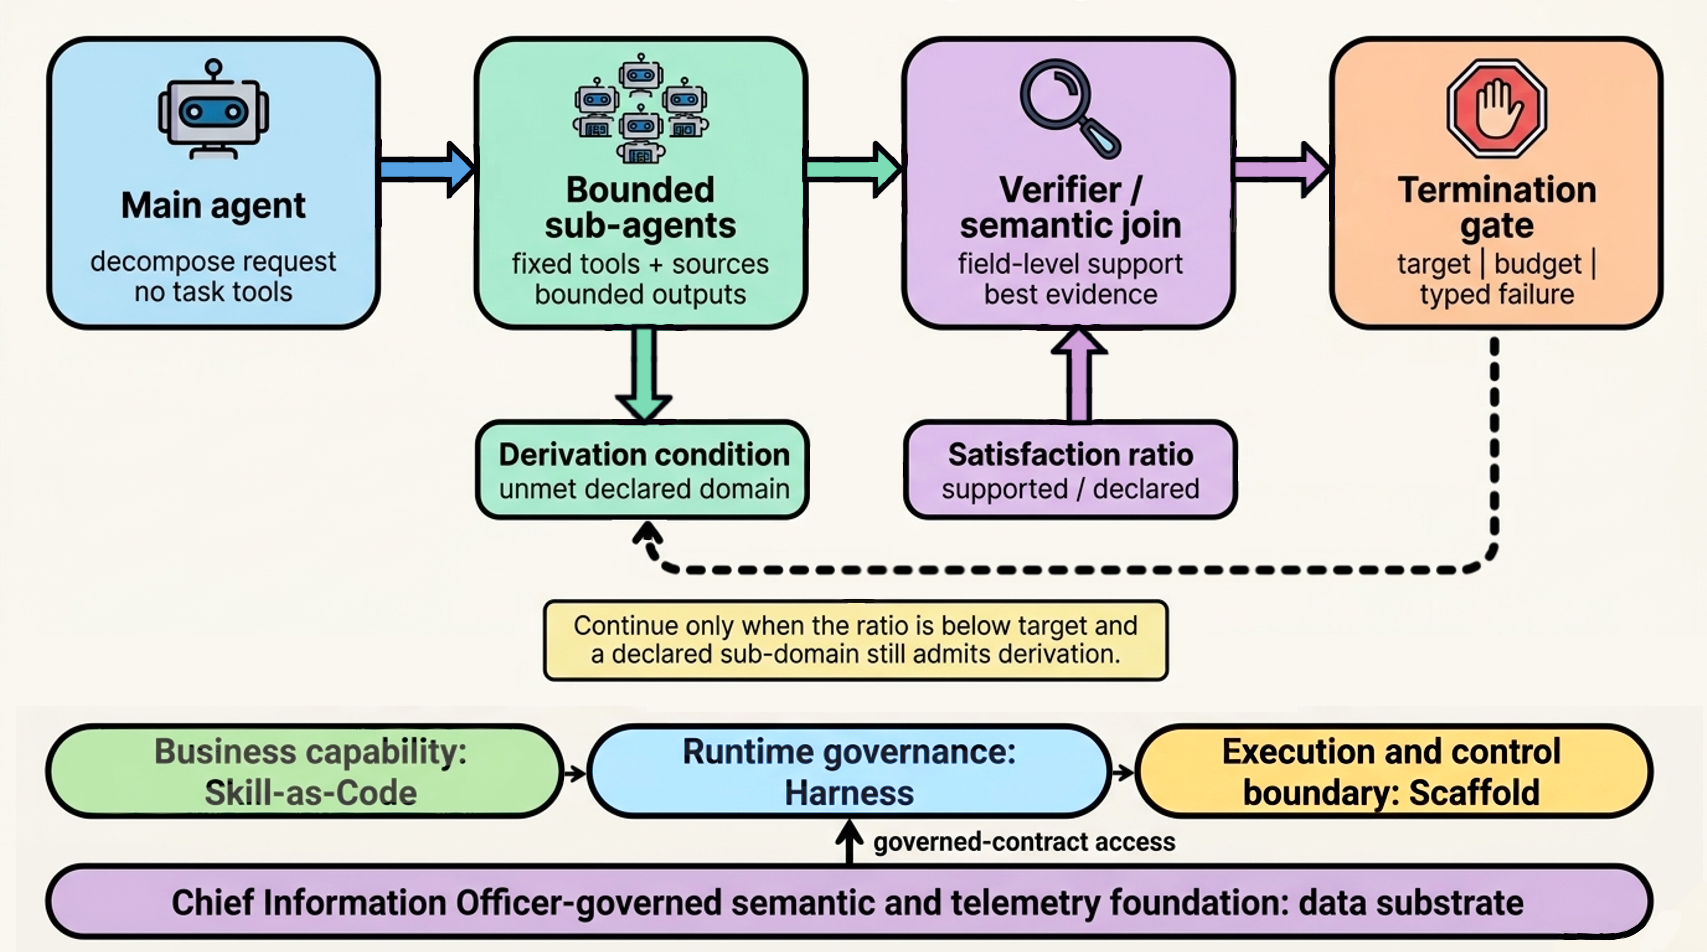 Main agent
decompose request
no task tools
Bounded
sub-agents
fixed tools + sources
bounded outputs
Verifier /
semantic join
field-level support
best evidence
Termination
gate
target | budget |
typed failure
Derivation condition
unmet declared domain
Satisfaction ratio
supported / declared
Continue only when the ratio is below target and
a declared sub-domain still admits derivation.
Business capability:
Skill-as-Code
Runtime governance:
Harness
Execution and control
boundary: Scaffold
governed-contract access
Chief Information Officer-governed semantic and telemetry foundation: data substrate